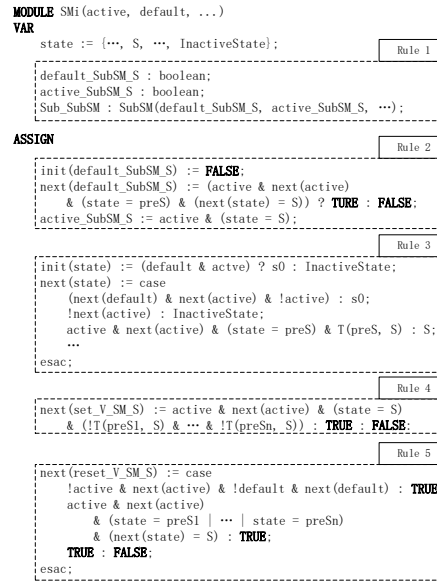 MODULE SMi(active, default, ...)
VAR
state := {…, S, …, InactiveState};
Rule 1
default_SubSM_S : boolean;
active_SubSM_S : boolean;
Sub_SubSM : SubSM(default_SubSM_S, active_SubSM_S, …);
ASSIGN
Rule 2
init(default_SubSM_S) := FALSE;
next(default_SubSM_S) := (active & next(active)
& (state = preS) & (next(state) = S)) ? TURE : FALSE;
active_SubSM_S := active & (state = S);
Rule 3
init(state) := (default & actve) ? s0 : InactiveState;
next(state) := case
(next(default) & next(active) & !active) : s0;
!next(active) : InactiveState;
active & next(active) & (state = preS) & T(preS, S) : S;
…
esac;
Rule 4
next(set_V_SM_S) := active & next(active) & (state = S)
& (!T(preS1, S) & … & !T(preSn, S)) : TRUE : FALSE;
Rule 5
next(reset_V_SM_S) := case
!active & next(active) & !default & next(default) : TRUE
active & next(active)
& (state = preS1 | … | state = preSn)
& (next(state) = S) : TRUE;
TRUE : FALSE;
esac;